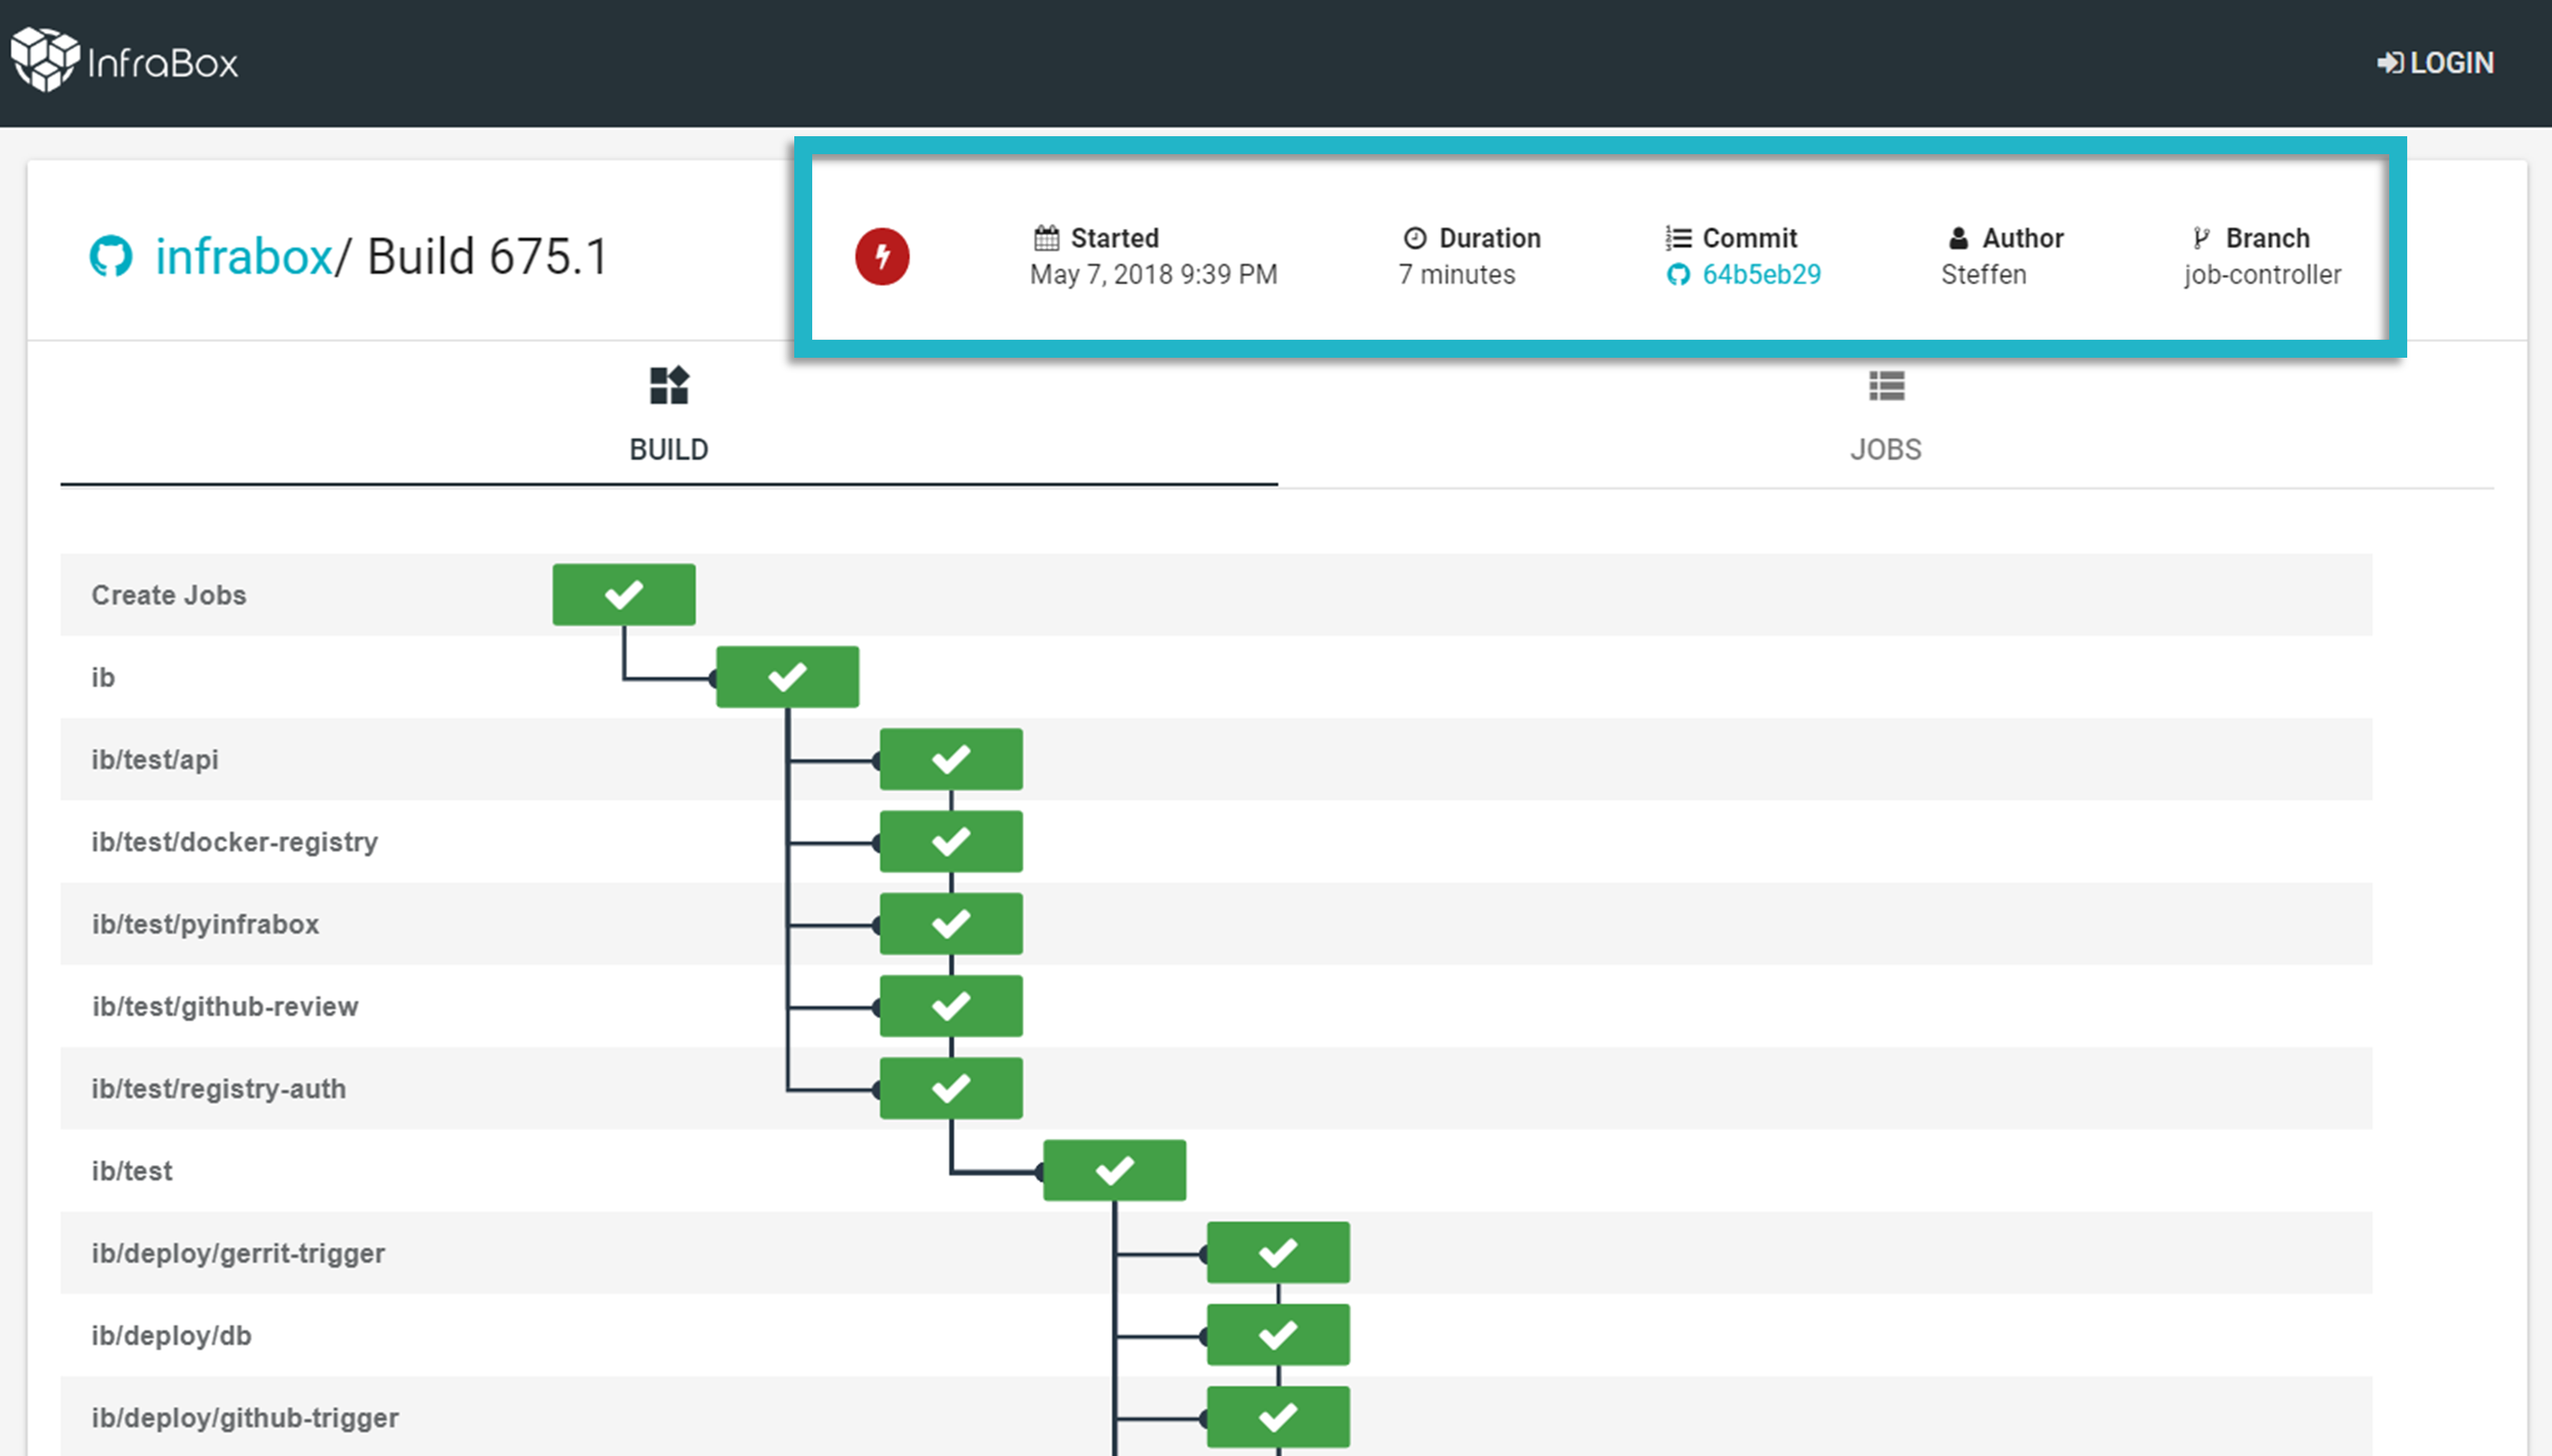 InfraBox
LOGIN
infrabox/ Build 675.1
Started
May 7, 2018 9:39 PM
Duration
7 minutes
Commit
64b5eb29
Author
Steffen
Branch
job-controller
BUILD
JOBS
Create Jobs
ib
ib/test/api
ib/test/docker-registry
ib/test/pyinfrabox
ib/test/github-review
ib/test/registry-auth
ib/test
ib/deploy/gerrit-trigger
ib/deploy/db
ib/deploy/github-trigger